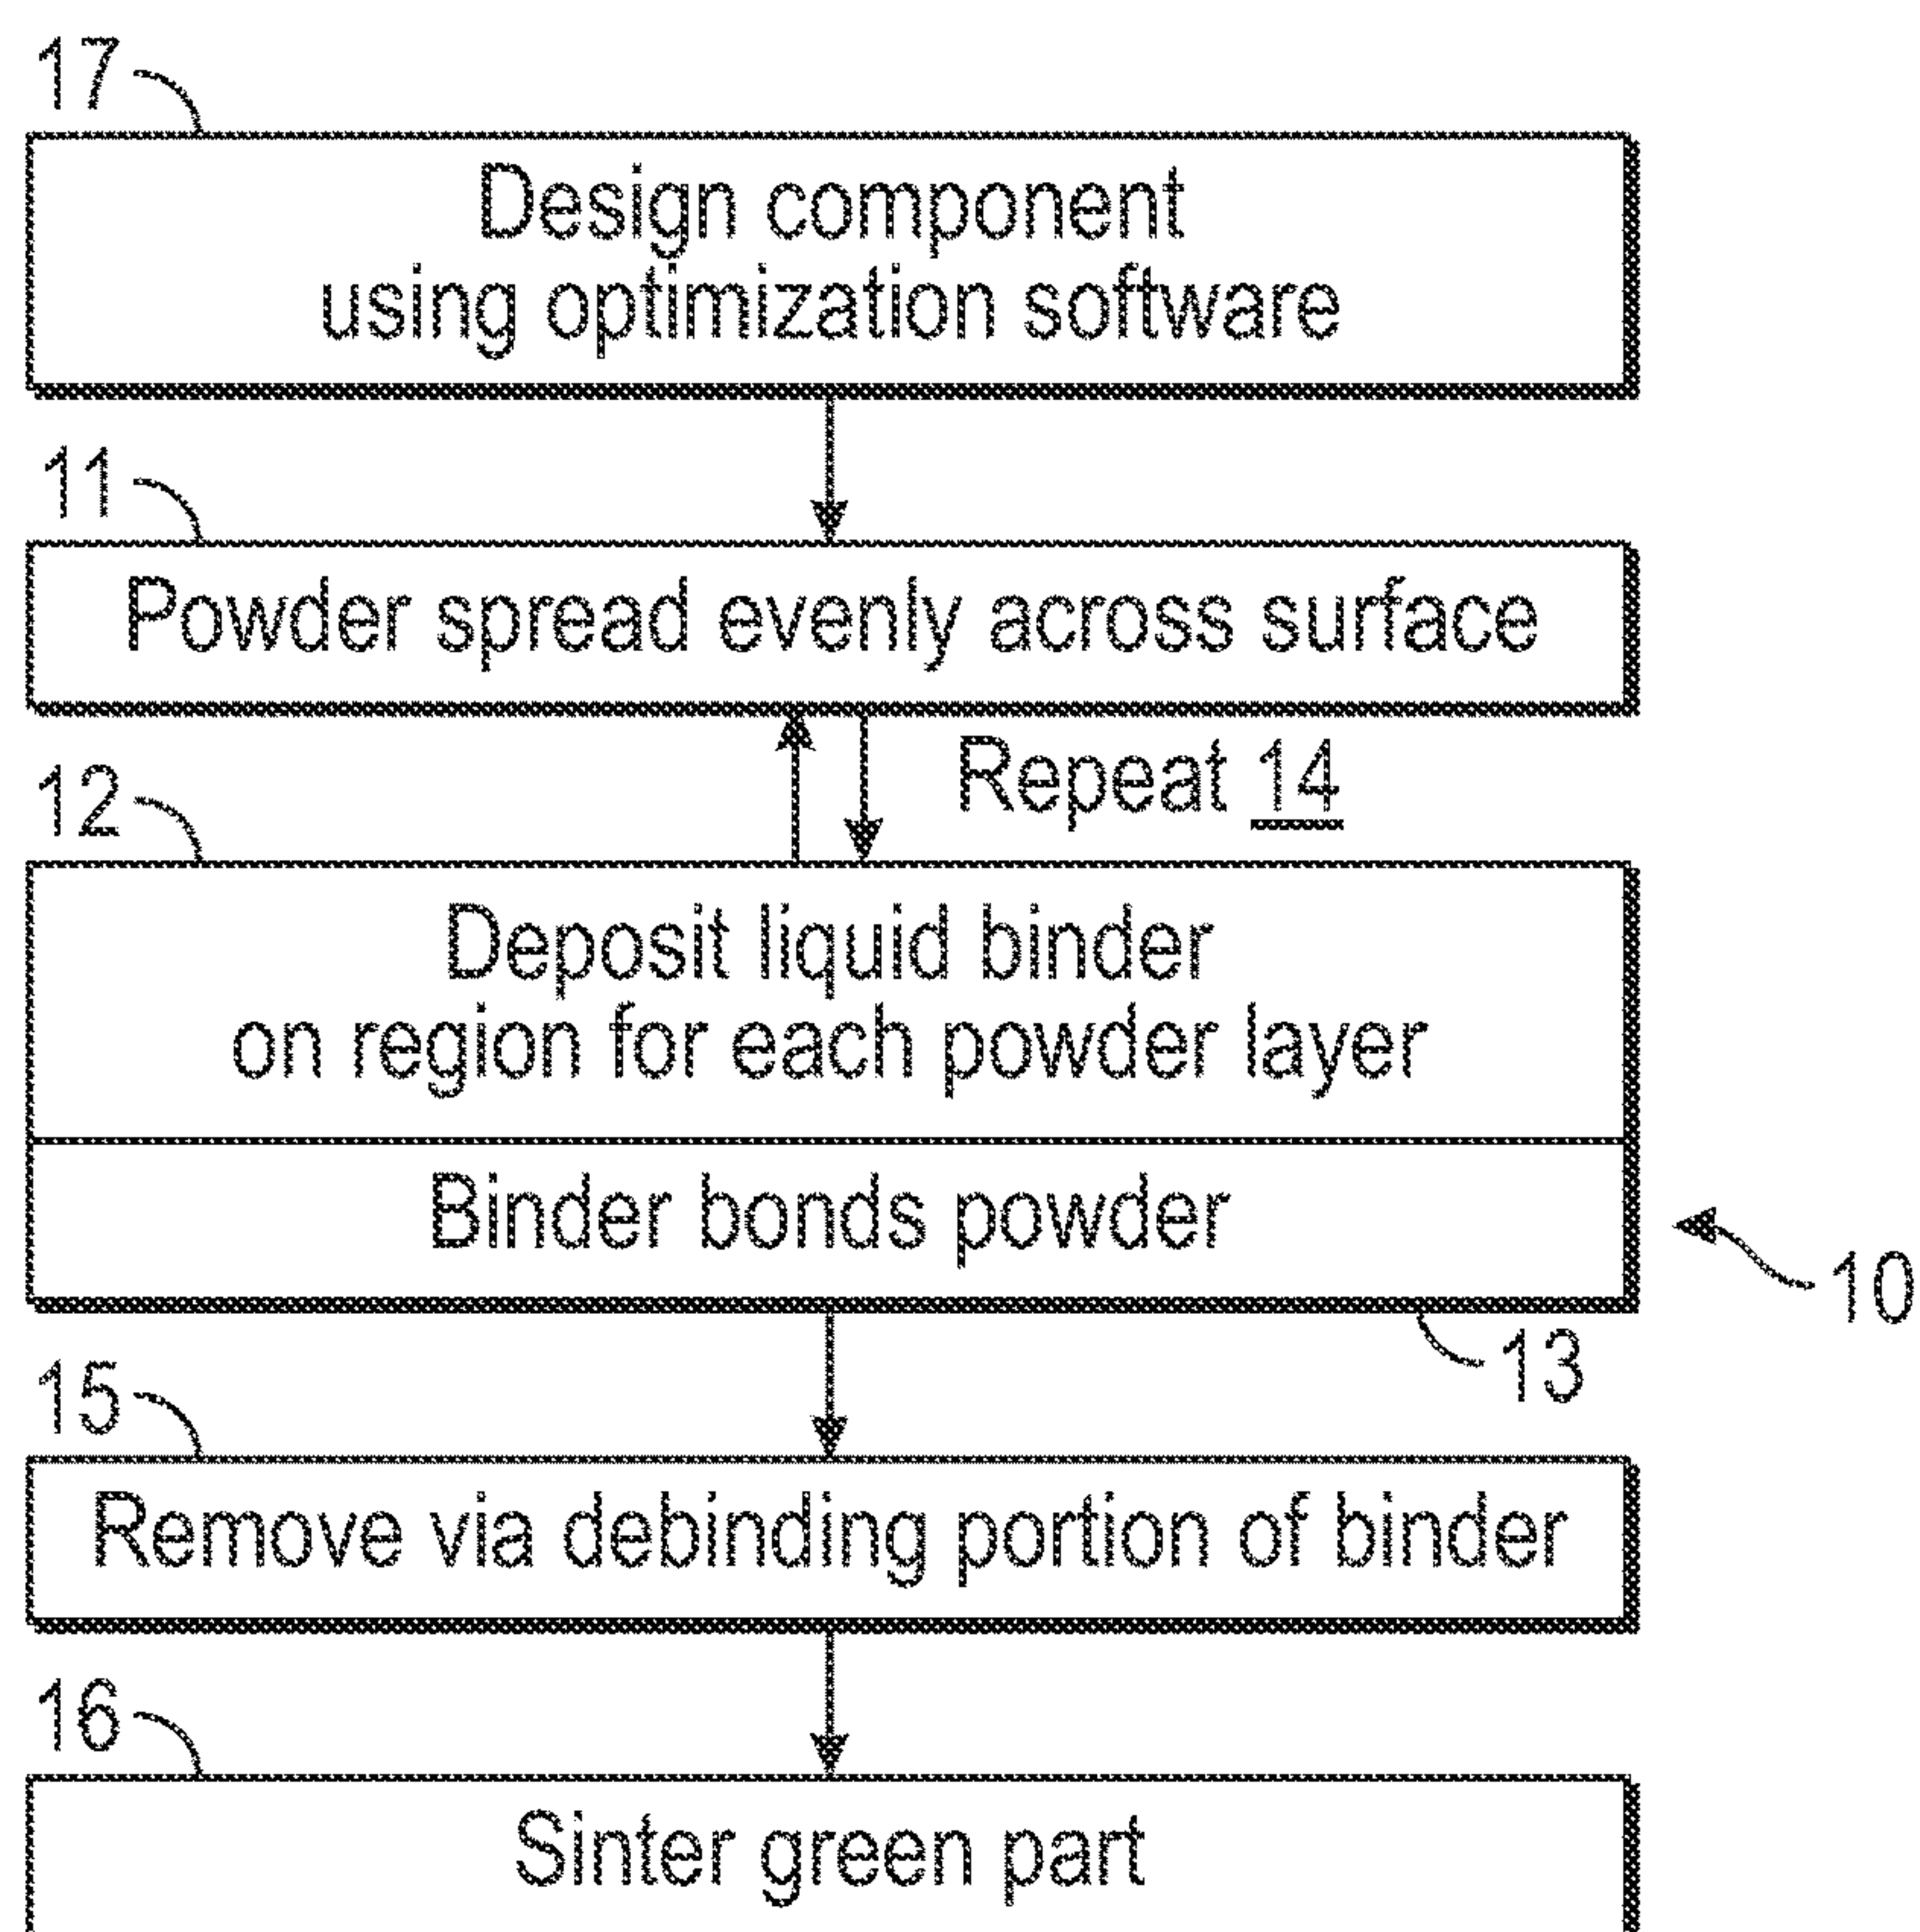 17
Design component
using optimization software
11
Powder spread evenly across surface
Repeat 14
12
Deposit liquid binder
on region for each powder layer
Binder bonds powder
10
13
15
Remove via debinding portion of binder
16
Sinter green part